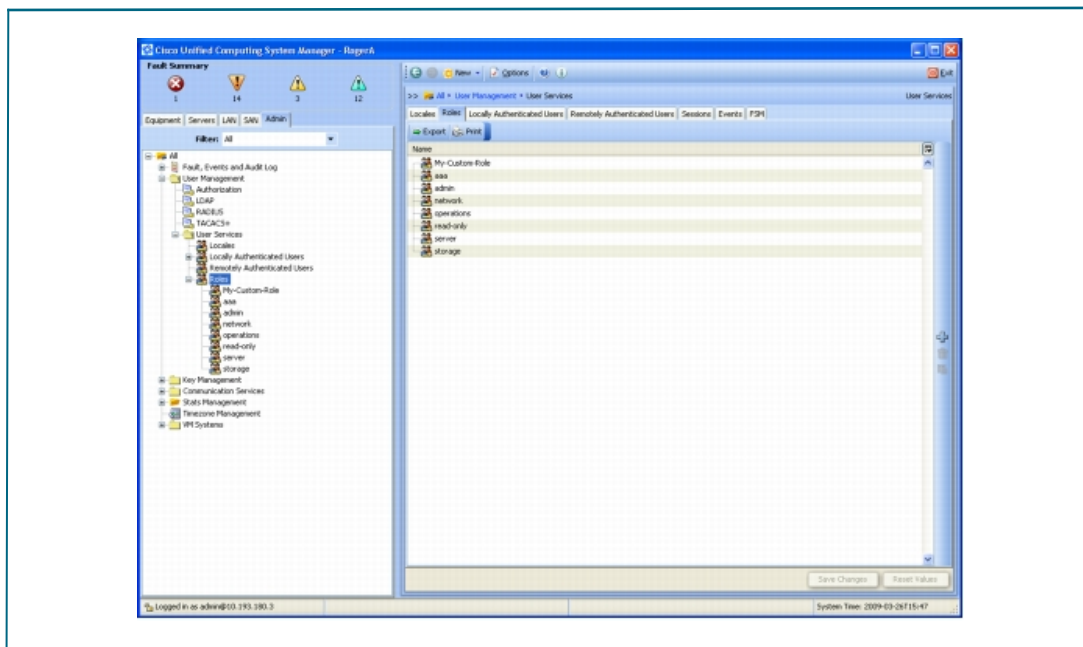 Cisco Unified Computing System Manager - RogerA
Fault Summary
1 14 3 12
Equipment Servers LAN SAN Admin
Filter: All
All
Fault, Events and Audit Log
User Management
Authorization
LDAP
RADIUS
TACACS+
User Services
Locales
Locally Authenticated Users
Remotely Authenticated Users
Roles
My-Custom-Role
aaa
admin
network
operations
read-only
server
storage
Key Management
Communication Services
Stats Management
Timezone Management
VM Systems
New Options Exit
>> All User Management User Services User Services
Locales Roles Locally Authenticated Users Remotely Authenticated Users Sessions Events FSM
Export Print
Name
My-Custom-Role
aaa
admin
network
operations
read-only
server
storage
Save Changes Reset Values
Logged in as admin@10.193.180.3 System Time: 2009-03-26T15:47